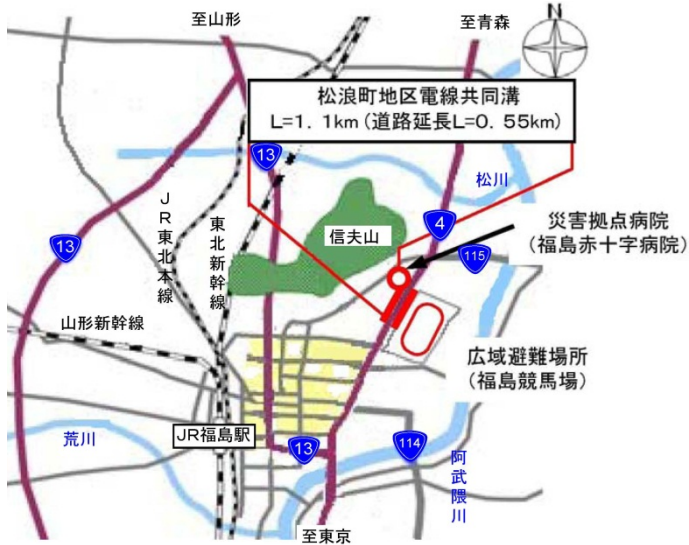 至山形
N
至青森
松浪町地区電線共同溝
L=1.1km(道路延長L=0.55km)
13
松川
JR東北本線
東北新幹線
信夫山
4
災害拠点病院
(福島赤十字病院)
115
13
山形新幹線
広域避難場所
(福島競馬場)
荒川
JR福島駅
13
114
阿武隈川
至東京